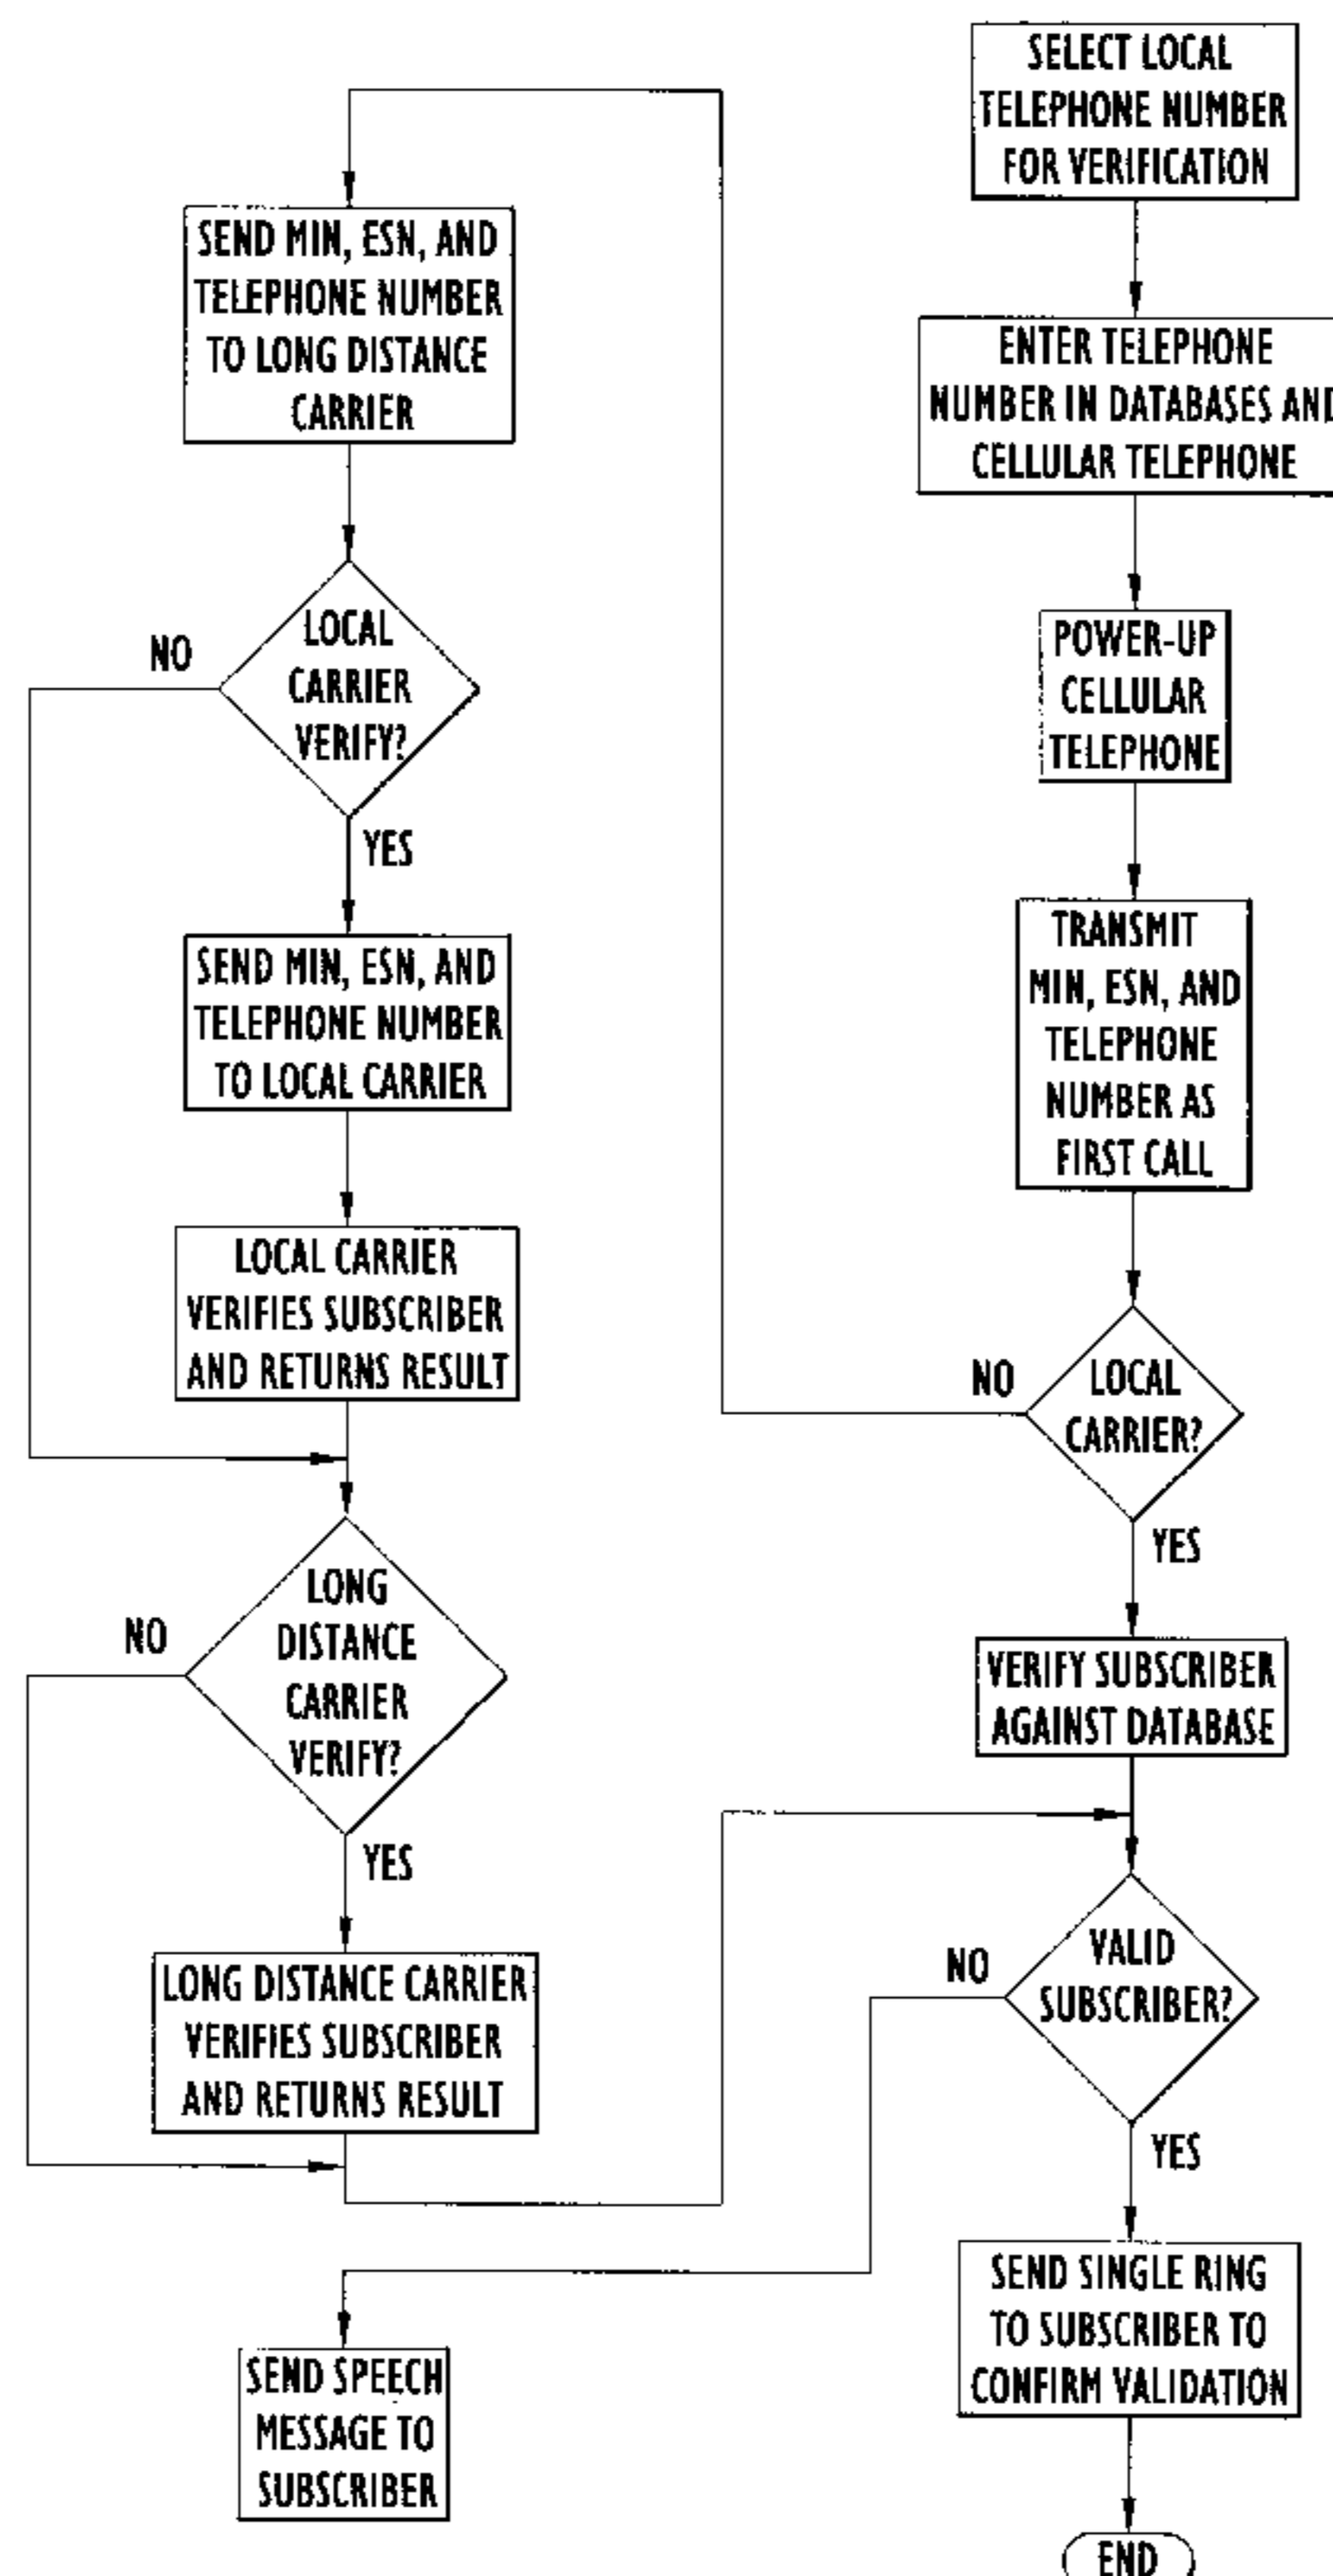 SELECT LOCAL
TELEPHONE NUMBER
FOR VERIFICATION
ENTER TELEPHONE
NUMBER IN DATABASES AND
CELLULAR TELEPHONE
POWER-UP
CELLULAR
TELEPHONE
TRANSMIT
MIN, ESN, AND
TELEPHONE
NUMBER AS
FIRST CALL
NO
LOCAL
CARRIER?
YES
VERIFY SUBSCRIBER
AGAINST DATABASE
NO
VALID
SUBSCRIBER?
YES
SEND SINGLE RING
TO SUBSCRIBER TO
CONFIRM VALIDATION
END
SEND MIN, ESN, AND
TELEPHONE NUMBER
TO LONG DISTANCE
CARRIER
NO
LOCAL
CARRIER
VERIFY?
YES
SEND MIN, ESN, AND
TELEPHONE NUMBER
TO LOCAL CARRIER
LOCAL CARRIER
VERIFIES SUBSCRIBER
AND RETURNS RESULT
NO
LONG
DISTANCE
CARRIER
VERIFY?
YES
LONG DISTANCE CARRIER
VERIFIES SUBSCRIBER
AND RETURNS RESULT
SEND SPEECH
MESSAGE TO
SUBSCRIBER